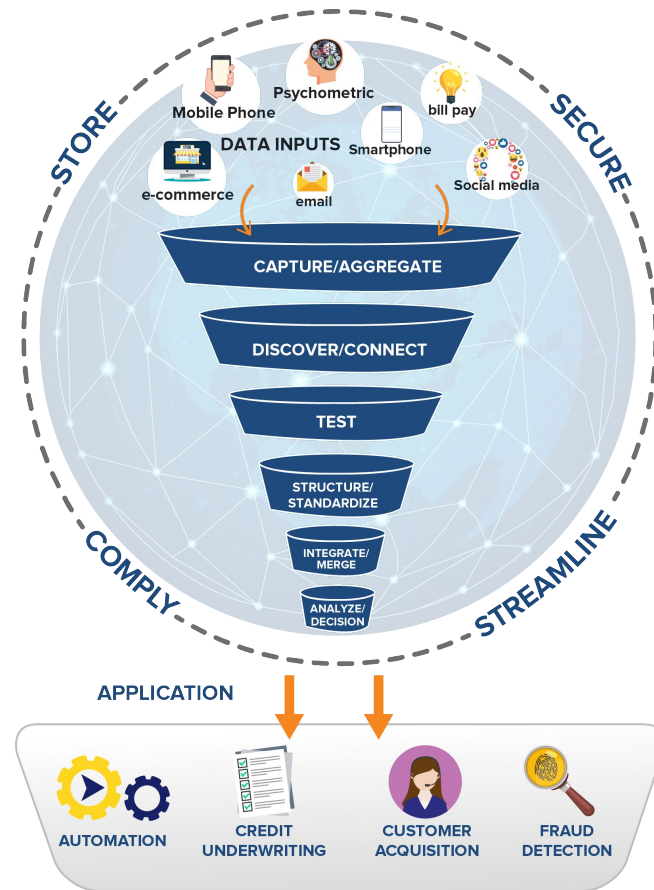 STORE
SECURE
Psychometric
Mobile Phone
bill pay
DATA INPUTS
Smartphone
e-commerce
email
Social media
CAPTURE/AGGREGATE
DISCOVER/CONNECT
TEST
STRUCTURE/
STANDARDIZE
INTEGRATE/
MERGE
ANALYZE/
DECISION
COMPLY
STREAMLINE
APPLICATION
AUTOMATION
CREDIT
UNDERWRITING
CUSTOMER
ACQUISITION
FRAUD
DETECTION